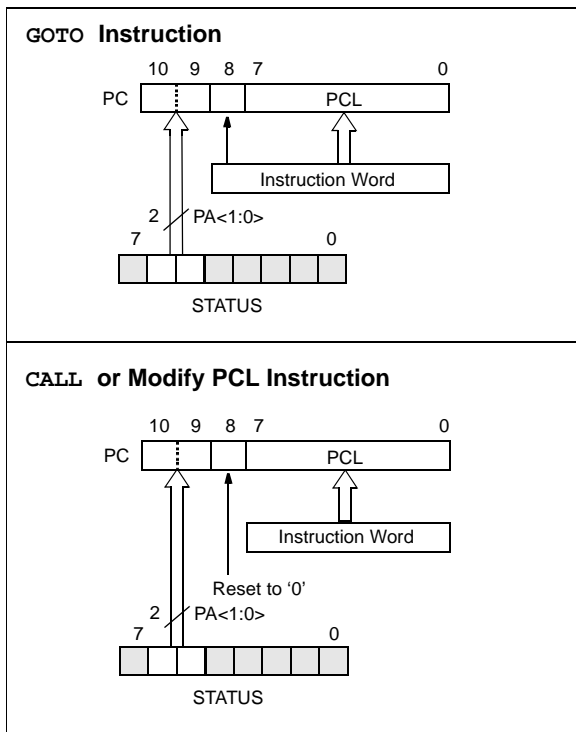 GOTO Instruction
10 9 8 7 0
PC PCL
Instruction Word
2 PA<1:0>
7 0
STATUS
CALL or Modify PCL Instruction
10 9 8 7 0
PC PCL
Instruction Word
Reset to ‘0’
2 PA<1:0>
7 0
STATUS